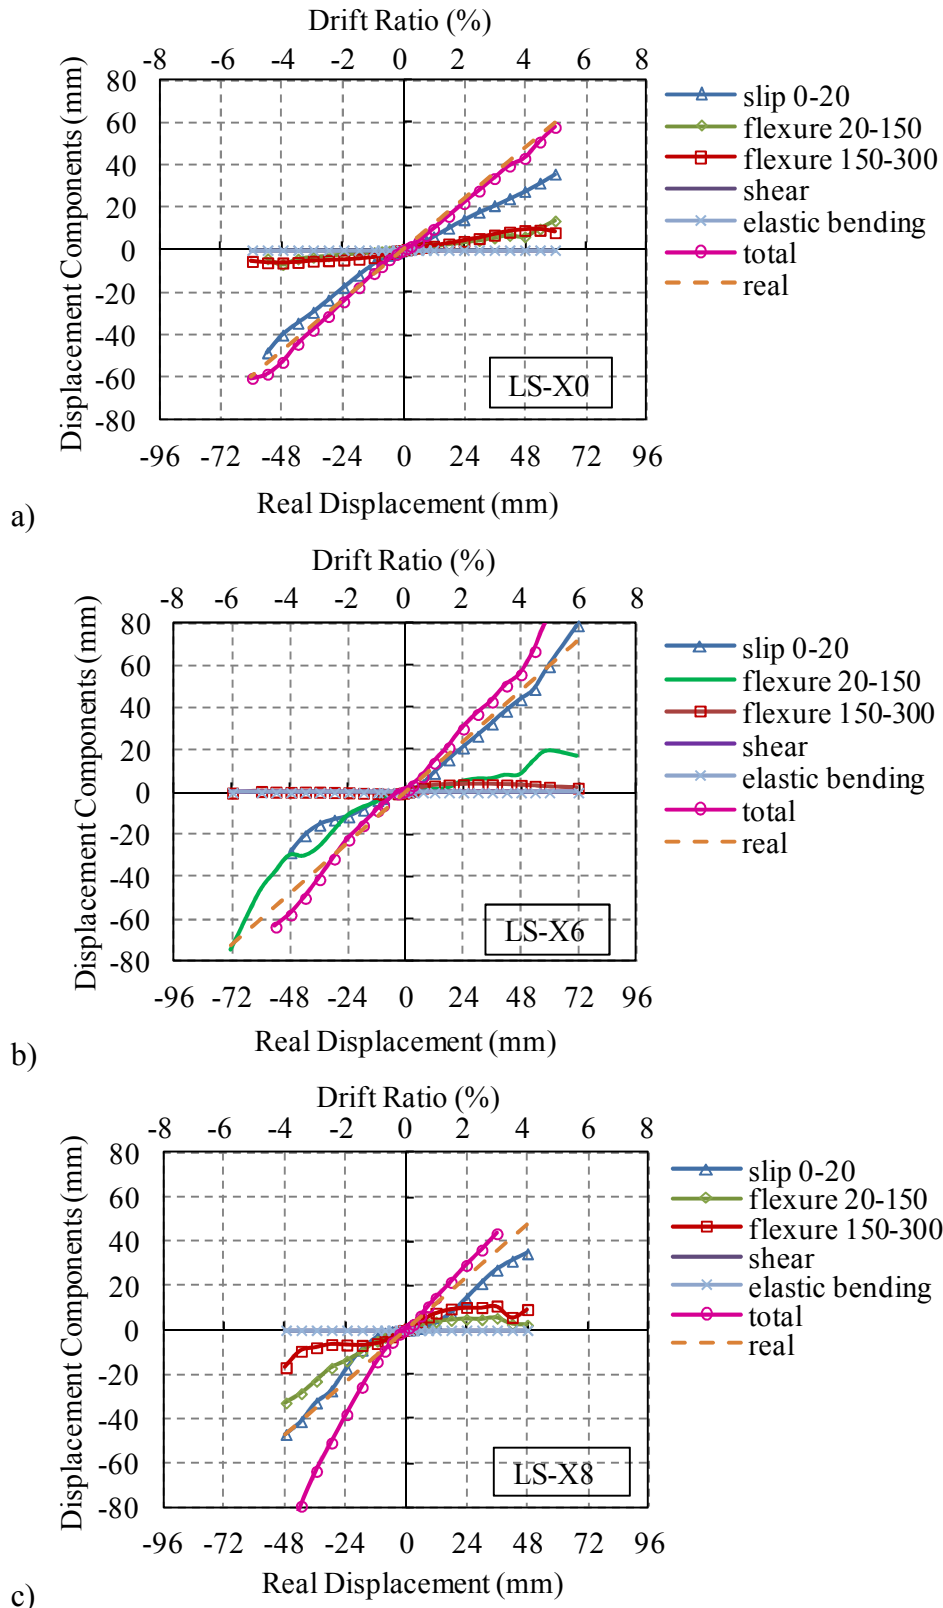 Drift Ratio (%)
-8 -6 -4 -2 0 2 4 6 8
80
60
40
20
0
-20
-40
-60
-80
Displacement Components (mm)
slip 0-20
flexure 20-150
flexure 150-300
shear
elastic bending
total
real
LS-X0
-96 -72 -48 -24 0 24 48 72 96
Real Displacement (mm)
a)
Drift Ratio (%)
-8 -6 -4 -2 0 2 4 6 8
80
60
40
20
0
-20
-40
-60
-80
Displacement Components (mm)
slip 0-20
flexure 20-150
flexure 150-300
shear
elastic bending
total
real
LS-X6
-96 -72 -48 -24 0 24 48 72 96
Real Displacement (mm)
b)
Drift Ratio (%)
-8 -6 -4 -2 0 2 4 6 8
80
60
40
20
0
-20
-40
-60
-80
Displacement Components (mm)
slip 0-20
flexure 20-150
flexure 150-300
shear
elastic bending
total
real
LS-X8
-96 -72 -48 -24 0 24 48 72 96
Real Displacement (mm)
c)